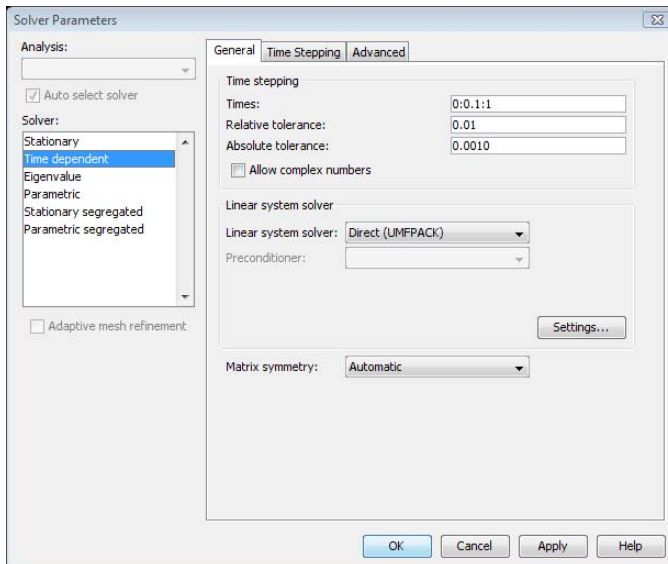 Solver Parameters
Analysis:
Auto select solver
Solver:
Stationary
Time dependent
Eigenvalue
Parametric
Stationary segregated
Parametric segregated
Adaptive mesh refinement
General Time Stepping Advanced
Time stepping
Times: 0:0.1:1
Relative tolerance: 0.01
Absolute tolerance: 0.0010
Allow complex numbers
Linear system solver
Linear system solver: Direct (UMFPACK)
Preconditioner:
Settings...
Matrix symmetry: Automatic
OK Cancel Apply Help